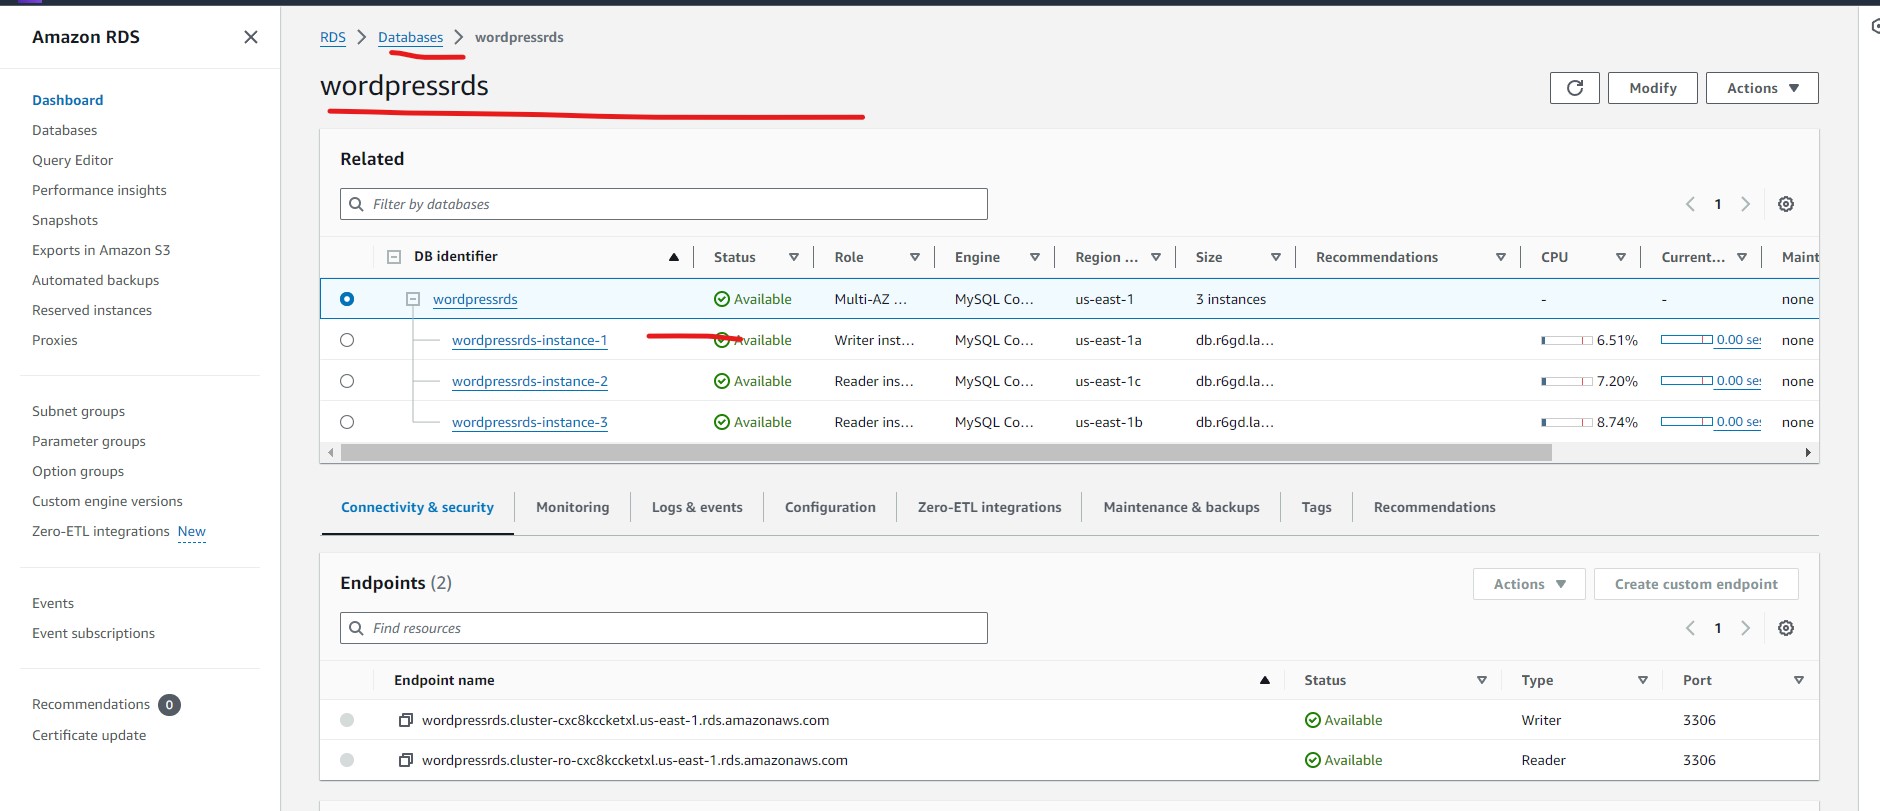 Amazon RDS
Dashboard
Databases
Query Editor
Performance insights
Snapshots
Exports in Amazon S3
Automated backups
Reserved instances
Proxies
Subnet groups
Parameter groups
Option groups
Custom engine versions
Zero-ETL integrations New
Events
Event subscriptions
Recommendations 0
Certificate update
RDS > Databases > wordpressrds
wordpressrds
Modify
Actions
Related
Filter by databases
1
DB identifier Status Role Engine Region ... Size Recommendations CPU Current... Maint
wordpressrds Available Multi-AZ ... MySQL Co... us-east-1 3 instances - - none
wordpressrds-instance-1 Available Writer inst... MySQL Co... us-east-1a db.r6gd.la... 6.51% 0.00 ses none
wordpressrds-instance-2 Available Reader ins... MySQL Co... us-east-1c db.r6gd.la... 7.20% 0.00 ses none
wordpressrds-instance-3 Available Reader ins... MySQL Co... us-east-1b db.r6gd.la... 8.74% 0.00 ses none
Connectivity & security Monitoring Logs & events Configuration Zero-ETL integrations Maintenance & backups Tags Recommendations
Endpoints (2)
Actions
Create custom endpoint
Find resources
1
Endpoint name Status Type Port
wordpressrds.cluster-cxc8kccketxl.us-east-1.rds.amazonaws.com Available Writer 3306
wordpressrds.cluster-ro-cxc8kccketxl.us-east-1.rds.amazonaws.com Available Reader 3306